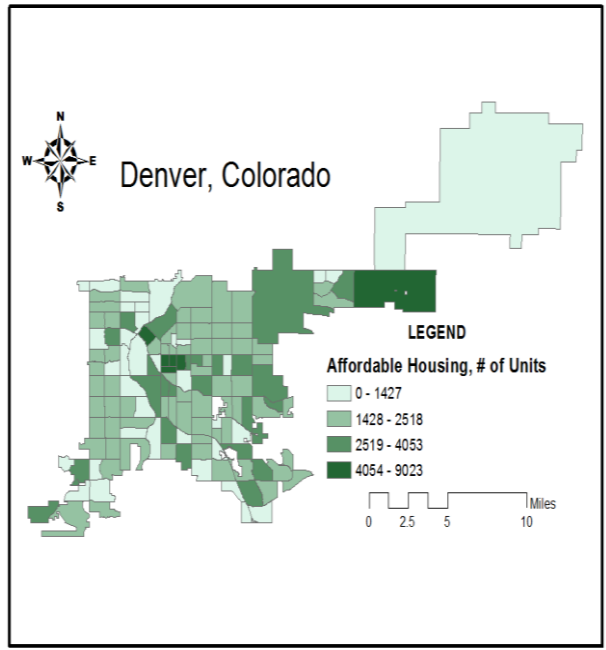 N
W E
S
Denver, Colorado
LEGEND
Affordable Housing, # of Units
0 - 1427
1428 - 2518
2519 - 4053
4054 - 9023
Miles
0 2.5 5 10